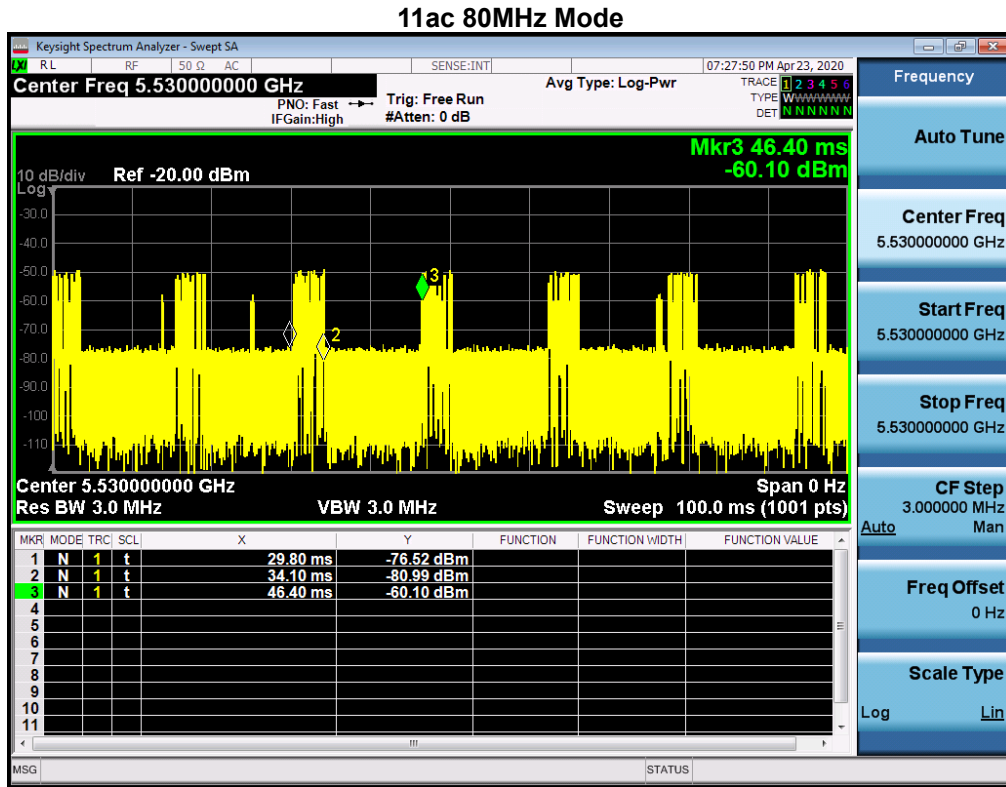 11ac 80MHz Mode
Keysight Spectrum Analyzer - Swept SA
LXI RL RF 50 Ω AC SENSE:INT 07:27:50 PM Apr 23, 2020
Center Freq 5.530000000 GHz Avg Type: Log-Pwr TRACE 1 2 3 4 5 6
PNO: Fast Trig: Free Run TYPE WWWWWW
IFGain:High #Atten: 0 dB DET N N N N N N
Mkr3 46.40 ms
-60.10 dBm
10 dB/div Ref -20.00 dBm
Log
-30.0
-40.0
-50.0
3
-60.0
-70.0
2
-80.0
-90.0
-100
-110
Center 5.530000000 GHz Span 0 Hz
Res BW 3.0 MHz VBW 3.0 MHz Sweep 100.0 ms (1001 pts)
MKR MODE TRC SCL X Y FUNCTION FUNCTION WIDTH FUNCTION VALUE
1 N 1 t 29.80 ms -76.52 dBm
2 N 1 t 34.10 ms -80.99 dBm
3 N 1 t 46.40 ms -60.10 dBm
4
5
6
7
8
9
10
11
MSG STATUS
Frequency
Auto Tune
Center Freq
5.530000000 GHz
Start Freq
5.530000000 GHz
Stop Freq
5.530000000 GHz
CF Step
3.000000 MHz
Auto Man
Freq Offset
0 Hz
Scale Type
Log Lin